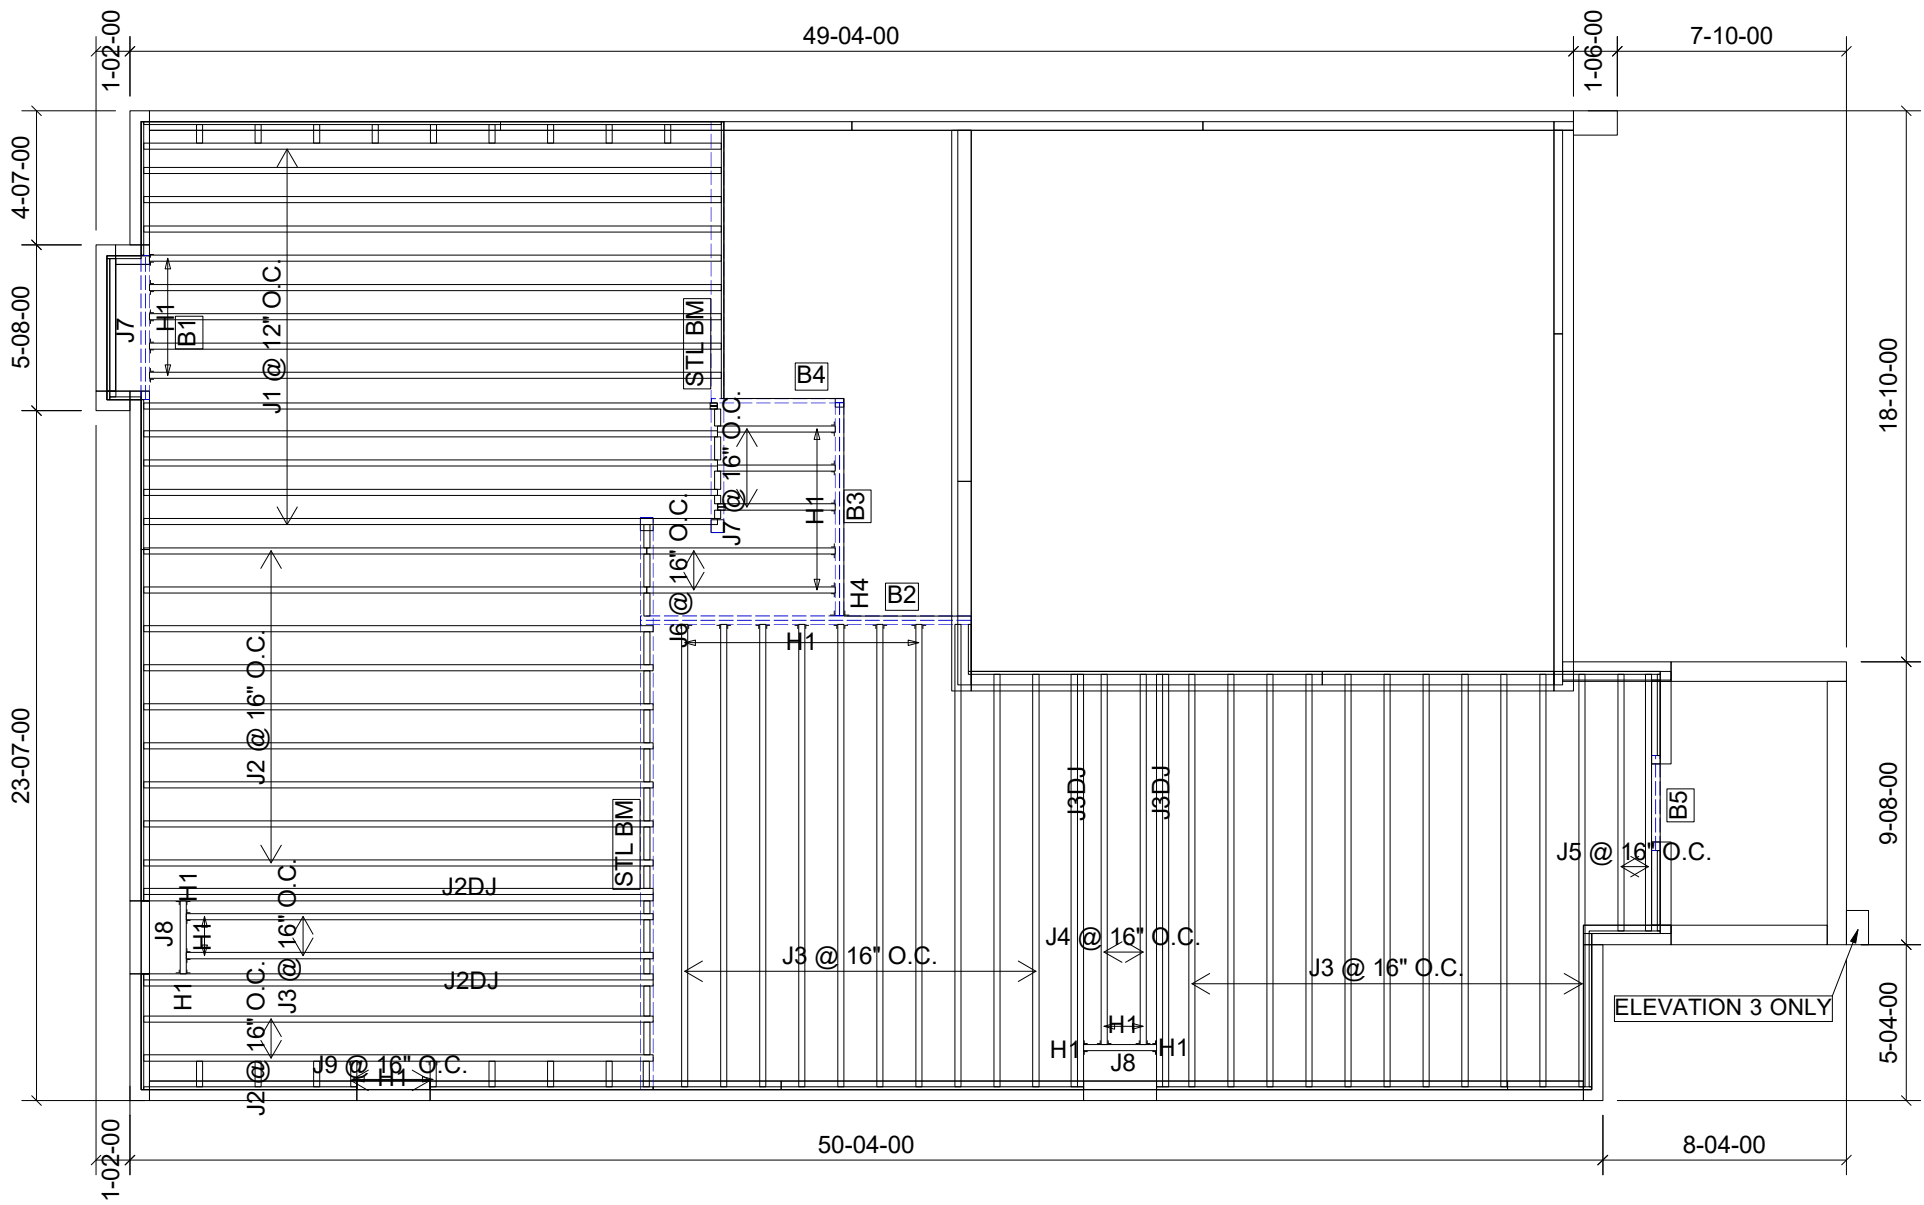 1-02-00
49-04-00
1-06-00
7-10-00
4-07-00
5-08-00
23-07-00
18-10-00
9-08-00
5-04-00
J7
H1
B1
J1 @ 12" O.C.
STL BM
B4
J7 @ 16" O.C.
H1
B3
J6 @ 16" O.C.
H4
B2
H1
J2 @ 16" O.C.
STL BM
J3DJ
J3DJ
B5
J5 @ 16" O.C.
H1
J2DJ
J8
H1
J3 @ 16" O.C.
J4 @ 16" O.C.
J3 @ 16" O.C.
J3 @ 16" O.C.
H1
J2DJ
J2 @ 16" O.C.
ELEVATION 3 ONLY
H1
H1
H1
J8
J9 @ 16" O.C.
H1
1-02-00
50-04-00
8-04-00